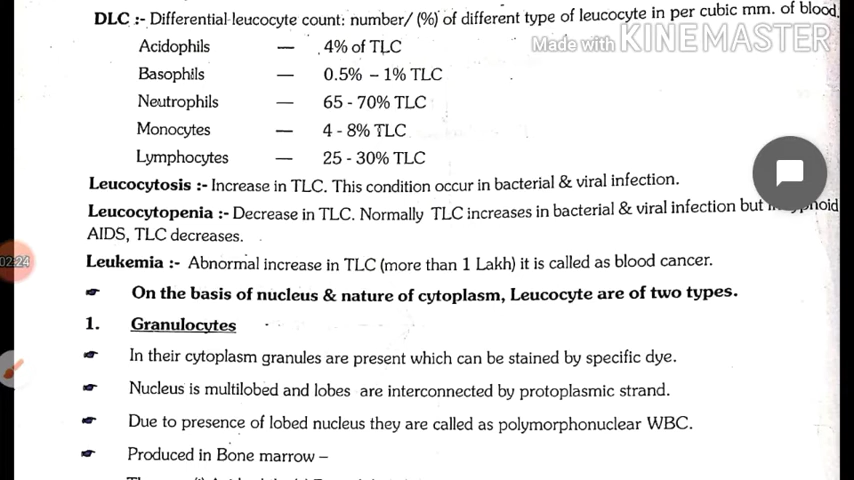 DLC :- Differential leucocyte count: number/ (%) of different type of leucocyte in per cubic mm. of blood.
Made with KINEMASTER
Acidophils — 4% of TLC
Basophils — 0.5% – 1% TLC
Neutrophils — 65 - 70% TLC
Monocytes — 4 - 8% TLC
Lymphocytes — 25 - 30% TLC
Leucocytosis :- Increase in TLC. This condition occur in bacterial & viral infection.
Leucocytopenia :- Decrease in TLC. Normally TLC increases in bacterial & viral infection but
AIDS, TLC decreases.
02:24
Leukemia :- Abnormal increase in TLC (more than 1 Lakh) it is called as blood cancer.
On the basis of nucleus & nature of cytoplasm, Leucocyte are of two types.
1. Granulocytes
In their cytoplasm granules are present which can be stained by specific dye.
Nucleus is multilobed and lobes are interconnected by protoplasmic strand.
Due to presence of lobed nucleus they are called as polymorphonuclear WBC.
Produced in Bone marrow –